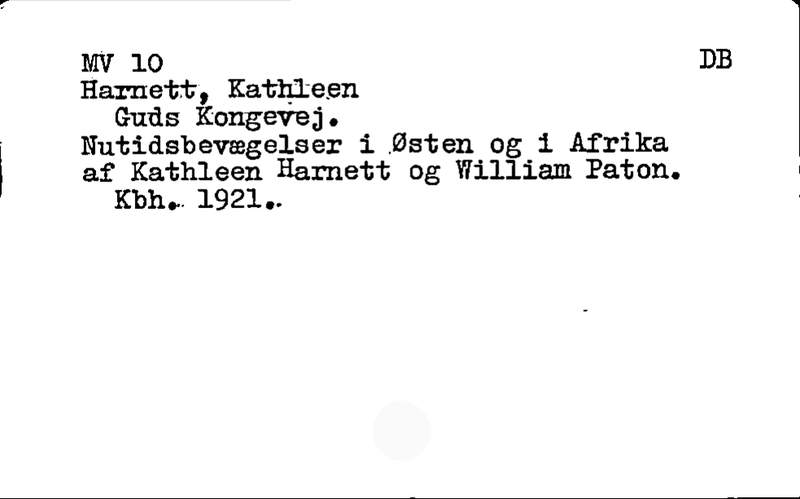 MV 10 DB
Harnett, Kathleen
Guds Kongevej.
Nutidsbevægelser i Østen og i Afrika
af Kathleen Harnett og William Paton.
Kbh. 1921.